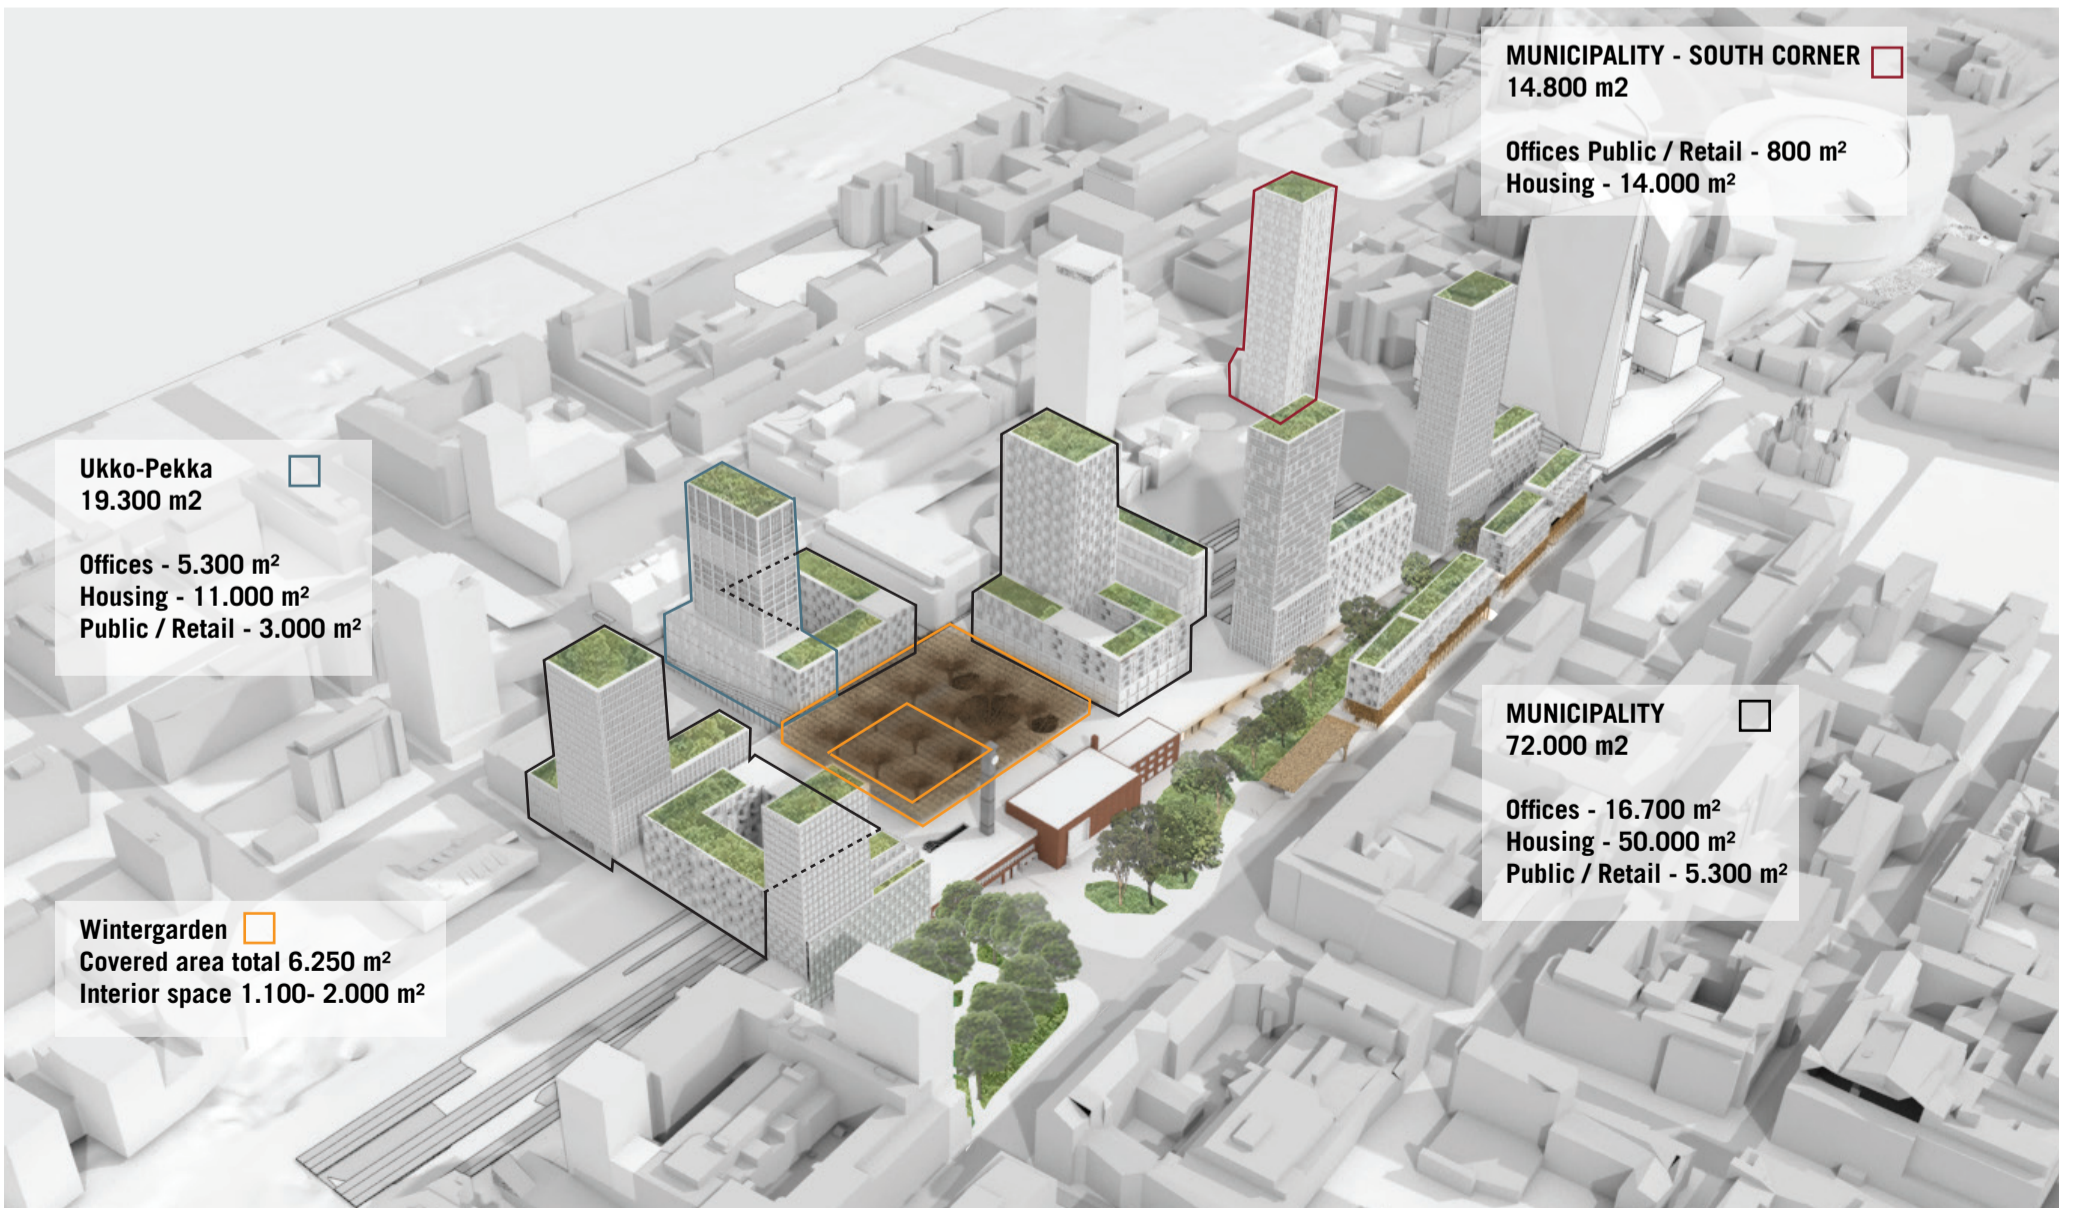 MUNICIPALITY - SOUTH CORNER
14.800 m2
Offices Public / Retail - 800 m²
Housing - 14.000 m²
Ukko-Pekka
19.300 m2
Offices - 5.300 m²
Housing - 11.000 m²
Public / Retail - 3.000 m²
MUNICIPALITY
72.000 m2
Offices - 16.700 m²
Housing - 50.000 m²
Public / Retail - 5.300 m²
Wintergarden
Covered area total 6.250 m²
Interior space 1.100- 2.000 m²